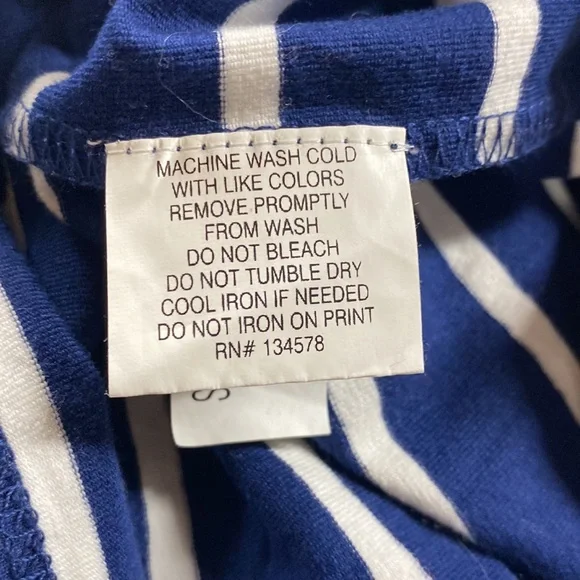 MACHINE WASH COLD
WITH LIKE COLORS
REMOVE PROMPTLY
FROM WASH
DO NOT BLEACH
DO NOT TUMBLE DRY
COOL IRON IF NEEDED
DO NOT IRON ON PRINT
RN# 134578
S